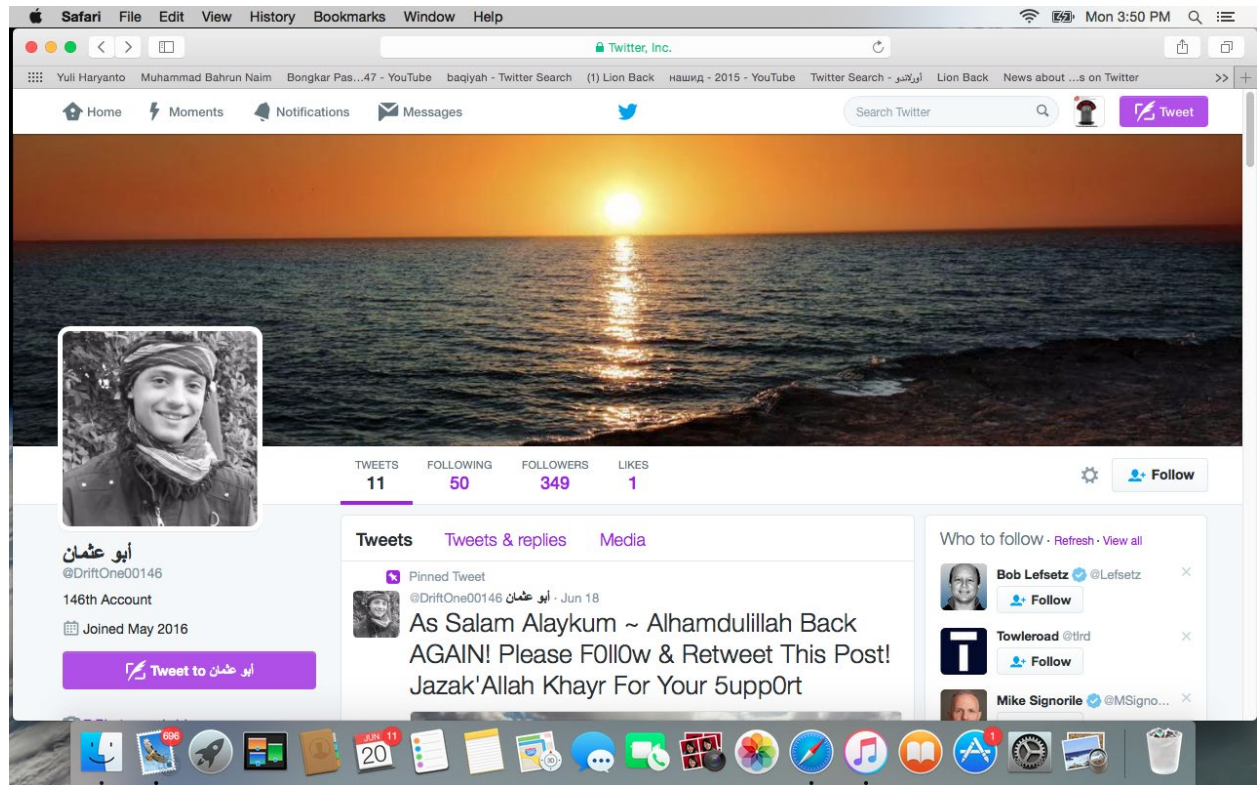 Safari File Edit View History Bookmarks Window Help Mon 3:50 PM
Twitter, Inc.
Yuli Haryanto Muhammad Bahrun Naim Bongkar Pas...47 - YouTube baqiyah - Twitter Search (1) Lion Back нашид - 2015 - YouTube Twitter Search - أورلاندو Lion Back News about ...s on Twitter >> +
Home Moments Notifications Messages Search Twitter Tweet
TWEETS FOLLOWING FOLLOWERS LIKES
11 50 349 1
Follow
أبو عثمان
@DriftOne00146
146th Account
Joined May 2016
Tweet to أبو عثمان
Tweets Tweets & replies Media
Pinned Tweet
@DriftOne00146 أبو عثمان · Jun 18
As Salam Alaykum ~ Alhamdulillah Back
AGAIN! Please F0ll0w & Retweet This Post!
Jazak'Allah Khayr For Your 5upp0rt
Who to follow · Refresh · View all
Bob Lefsetz @Lefsetz
Follow
Towleroad @tlrd
Follow
Mike Signorile @MSigno...
696
JUN 11
20
1